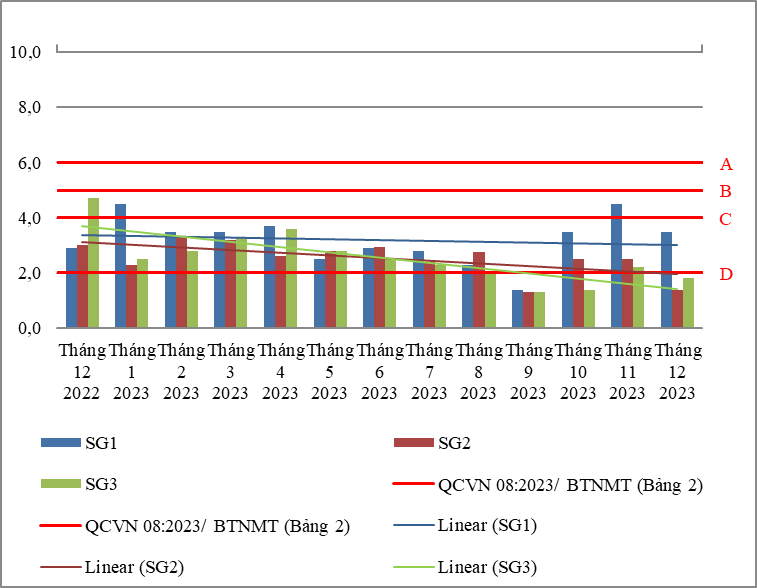 10,0
8,0
6,0
A
B
4,0
C
2,0
D
0,0
Tháng 12 2022
Tháng 1 2023
Tháng 2 2023
Tháng 3 2023
Tháng 4 2023
Tháng 5 2023
Tháng 6 2023
Tháng 7 2023
Tháng 8 2023
Tháng 9 2023
Tháng 10 2023
Tháng 11 2023
Tháng 12 2023
SG1
SG2
SG3
QCVN 08:2023/ BTNMT (Bảng 2)
QCVN 08:2023/ BTNMT (Bảng 2)
Linear (SG1)
Linear (SG2)
Linear (SG3)